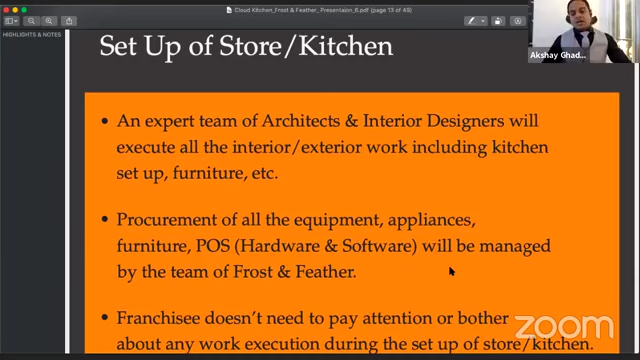 Cloud Kitchen_Frost & Feather_Presentaion_6.pdf (page 13 of 49)
HIGHLIGHTS & NOTES
Akshay Ghad...
Set Up of Store/Kitchen
• An expert team of Architects & Interior Designers will
execute all the interior/exterior work including kitchen
set up, furniture, etc.
• Procurement of all the equipment, appliances,
furniture, POS (Hardware & Software) will be managed
by the team of Frost & Feather.
• Franchisee doesn't need to pay attention or bother
about any work execution during the set up of store/kitchen.
zoom